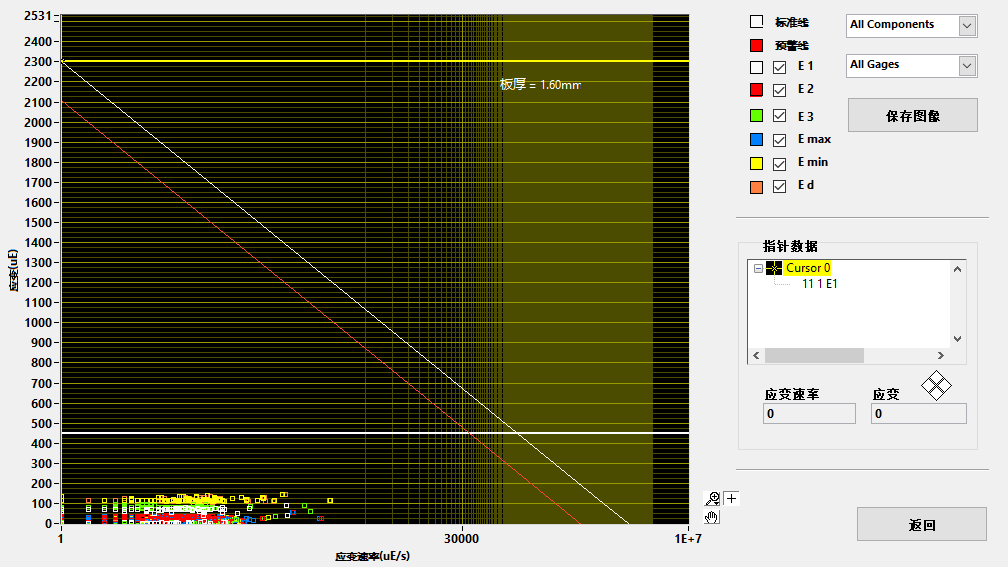 2531
2400
2300
2200
2100
2000
1900
1800
1700
1600
1500
1400
1300
1200
1100
1000
900
800
700
600
500
400
300
200
100
0
应变(uE)
板厚 = 1.60mm
1
30000
1E+7
应变速率(uE/s)
标准线
预警线
E 1
E 2
E 3
E max
E min
E d
All Components
All Gages
保存图像
指针数据
Cursor 0
11 1 E1
应变速率
应变
0
0
返回